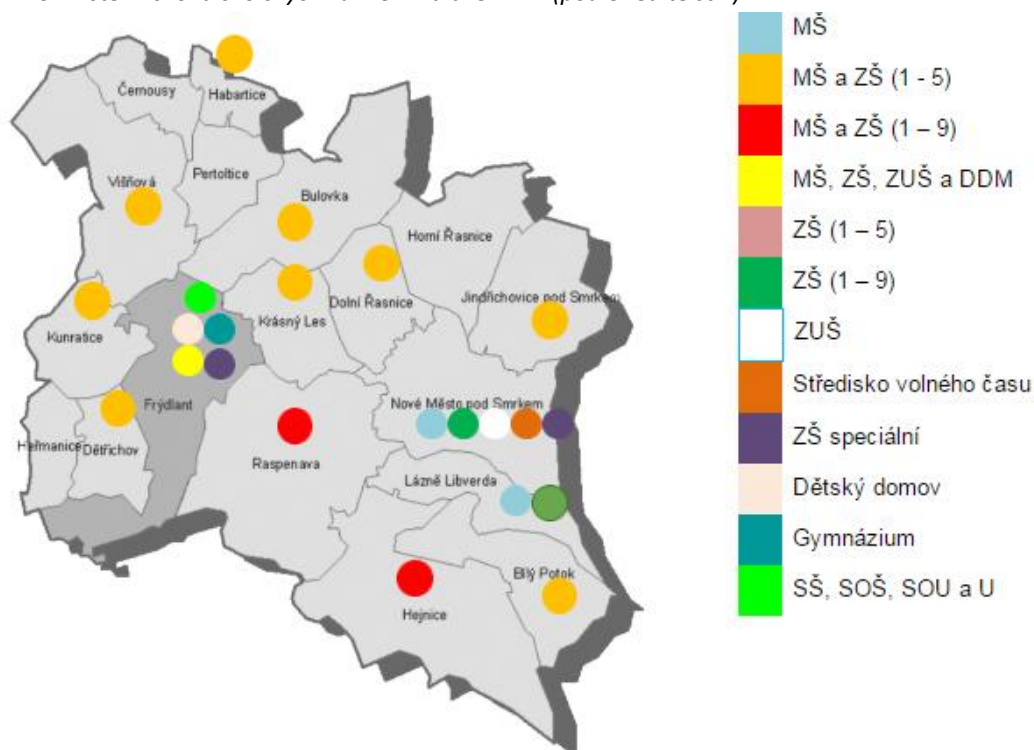 MŠ
MŠ a ZŠ (1 - 5)
MŠ a ZŠ (1 – 9)
MŠ, ZŠ, ZUŠ a DDM
ZŠ (1 – 5)
ZŠ (1 – 9)
ZUŠ
Středisko volného času
ZŠ speciální
Dětský domov
Gymnázium
SŠ, SOŠ, SOU a U
Černousy
Habartice
Pertoltice
Višňová
Bulovka
Horní Řasnice
Dolní Řasnice
Jindřichovice pod Smrkem
Krásný Les
Kunratice
Frýdlant
Nové Město pod Smrkem
Heřmanice
Dětřichov
Raspenava
Lázně Libverda
Bílý Potok
Hejnice